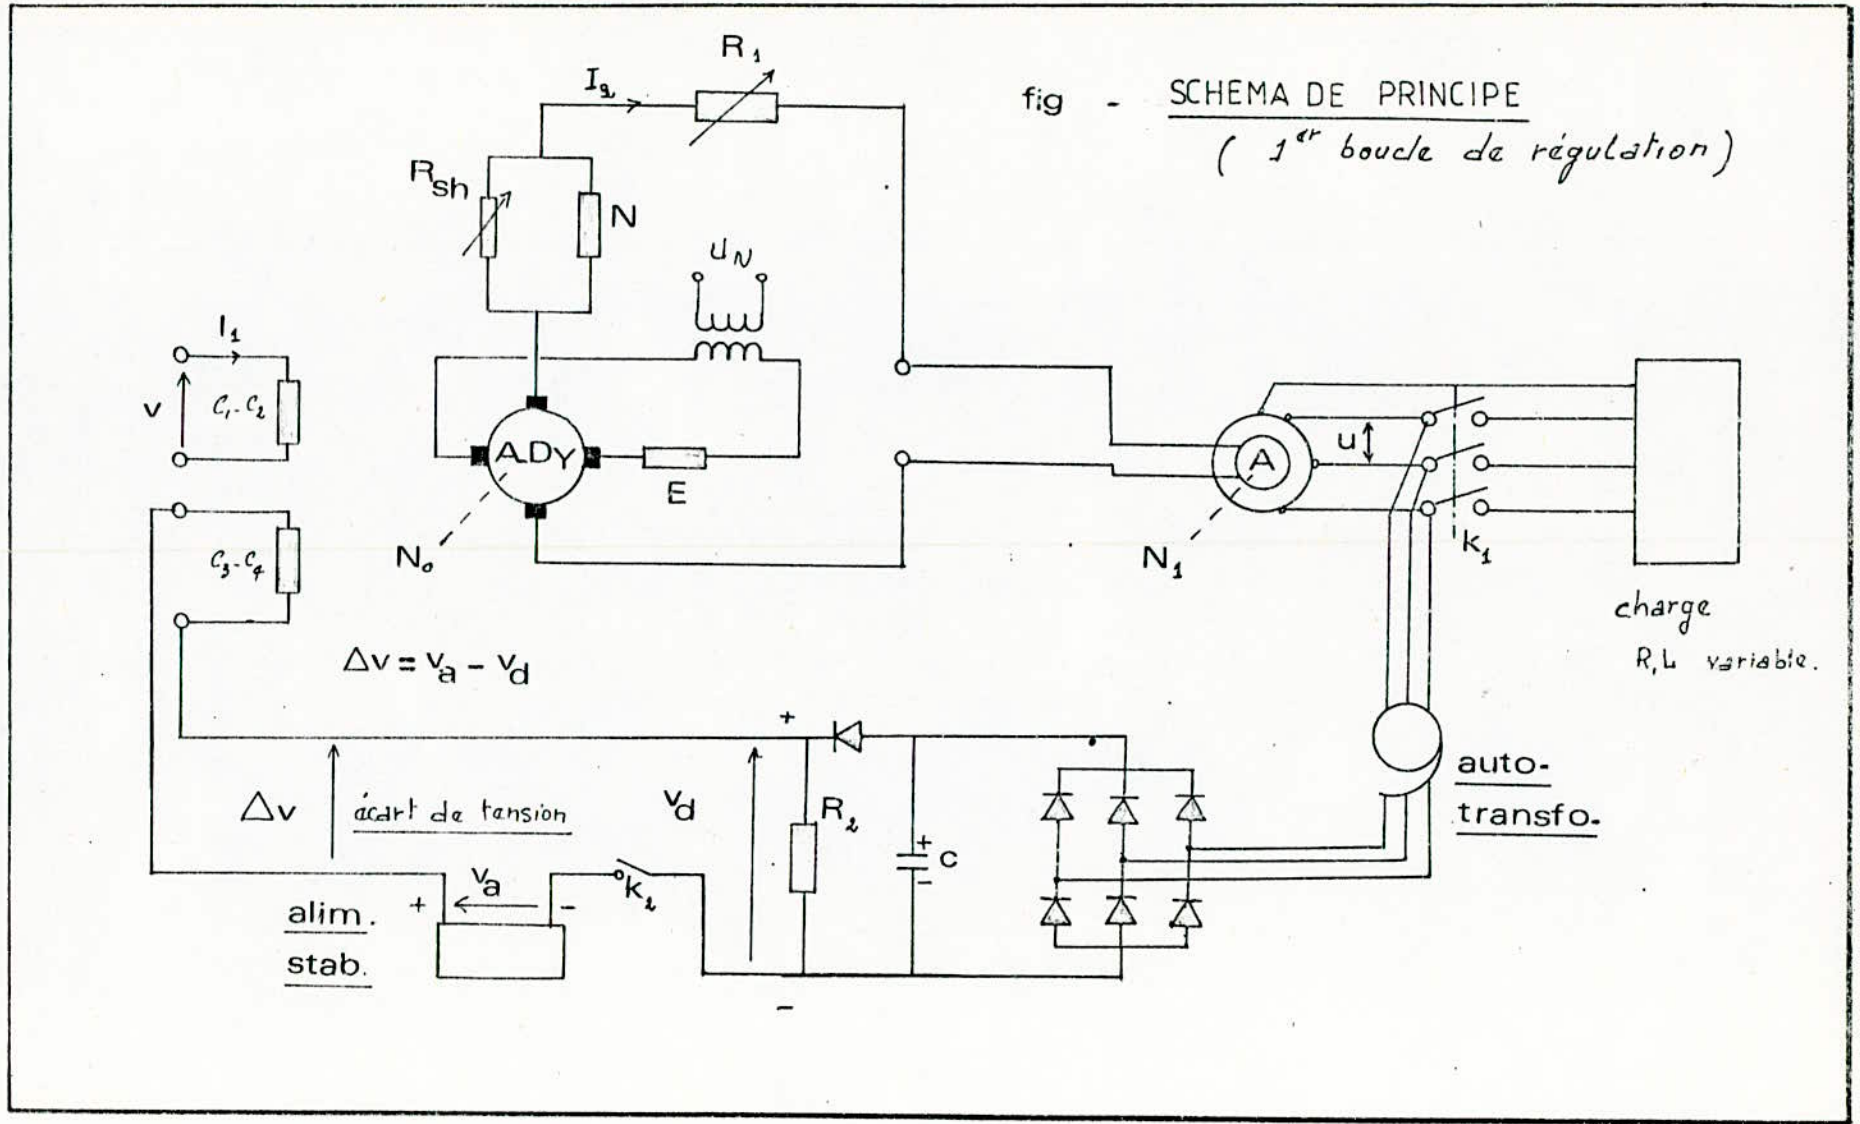 fig - SCHEMA DE PRINCIPE
( 1er boucle de régulation)
R1
I2
Rsh
N
UN
I1
v
C1-C2
A.DY
E
N0
C3-C4
A
N1
u
k1
charge
R,L variable.
Δv = va - vd
+
Δv
écart de tension
vd
R2
+
C
-
auto-
transfo.
va
+
-
k2
alim.
stab.
-